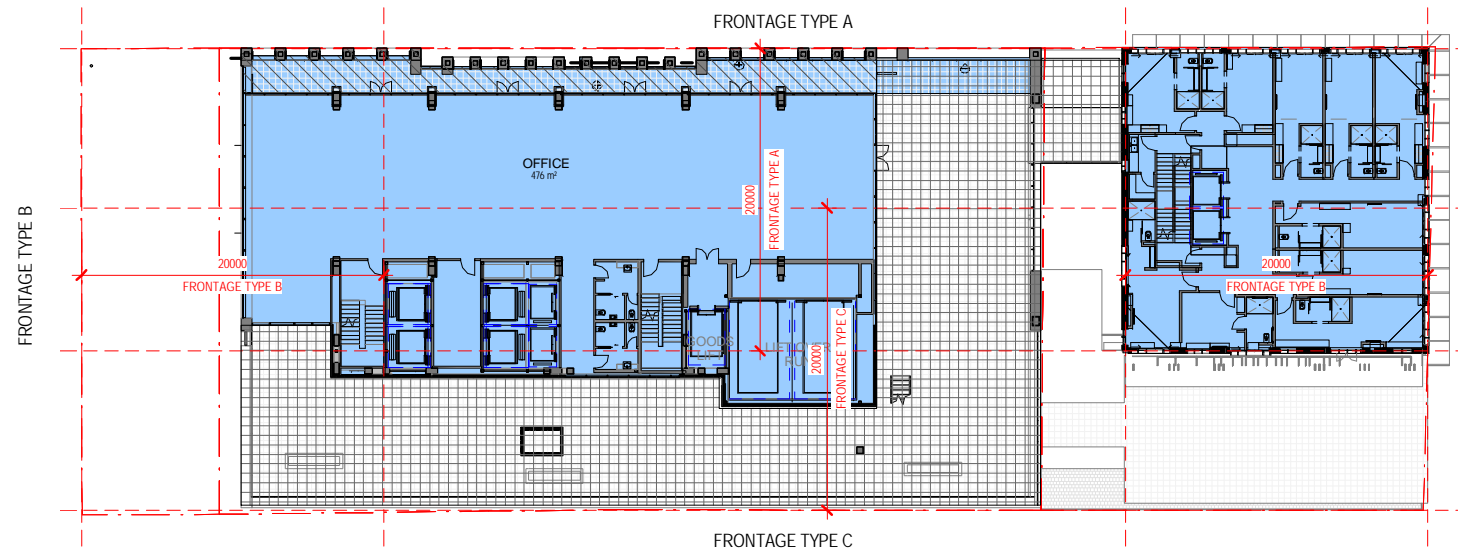 FRONTAGE TYPE A
FRONTAGE TYPE B
OFFICE
476 m²
20000
FRONTAGE TYPE A
20000
FRONTAGE TYPE B
20000
FRONTAGE TYPE B
GOODS
LIFT
20000
FRONTAGE TYPE C
FRONTAGE TYPE C